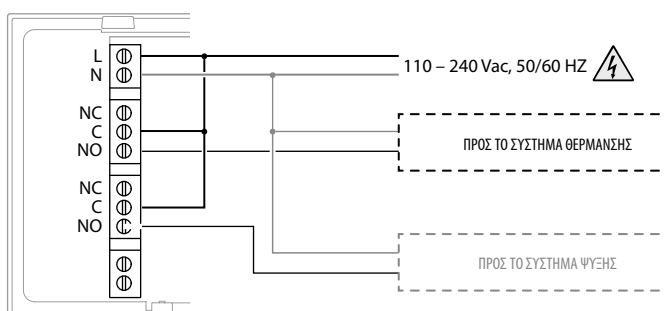 L
N
110 – 240 Vac, 50/60 HZ
NC
C
NO
ΠΡΟΣ ΤΟ ΣΥΣΤΗΜΑ ΘΕΡΜΑΝΣΗΣ
NC
C
NO
ΠΡΟΣ ΤΟ ΣΥΣΤΗΜΑ ΨΥΞΗΣ